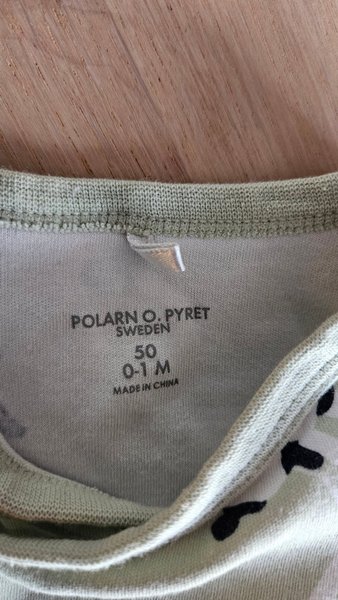 POLARN O. PYRET
SWEDEN
50
0-1 M
MADE IN CHINA